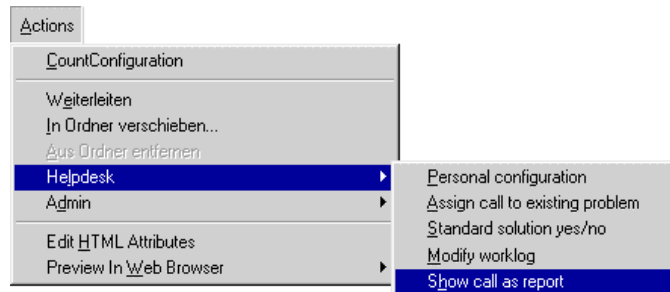 Actions
CountConfiguration
Weiterleiten
In Ordner verschieben...
Aus Ordner entfernen
Helpdesk
Admin
Edit HTML Attributes
Preview In Web Browser
Personal configuration
Assign call to existing problem
Standard solution yes/no
Modify worklog
Show call as report